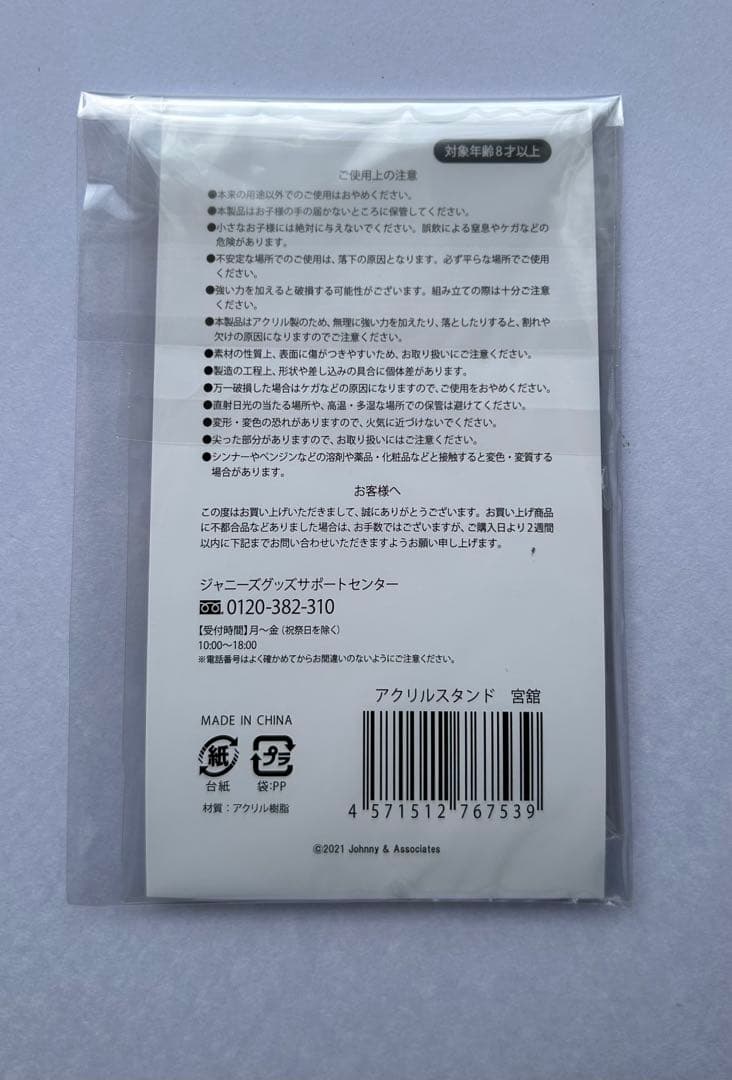 対象年齢8才以上
ご使用上の注意
●本来の用途以外でのご使用はおやめください。
●本製品はお子様の手の届かないところに保管してください。
●小さなお子様には絶対に与えないでください。誤飲による窒息やケガなどの
危険があります。
●不安定な場所でのご使用は、落下の原因となります。必ず平らな場所でご使用
ください。
●強い力を加えると破損する可能性がございます。組み立ての際は十分ご注意
ください。
●本製品はアクリル製のため、無理に強い力を加えたり、落としたりすると、割れや
欠けの原因になりますのでご注意ください。
●素材の性質上、表面に傷がつきやすいため、お取り扱いにご注意ください。
●製造の工程上、形状や差し込みの具合に個体差があります。
●万一破損した場合はケガなどの原因になりますので、ご使用をおやめください。
●直射日光の当たる場所や、高温・多湿な場所での保管は避けてください。
●変形・変色の恐れがありますので、火気に近づけないでください。
●尖った部分がありますので、お取り扱いにはご注意ください。
●シンナーやベンジンなどの溶剤や薬品・化粧品などと接触すると変色・変質する
場合があります。
お客様へ
この度はお買い上げいただきまして、誠にありがとうございます。お買い上げ商品
に不都合品などありました場合は、お手数ではございますが、ご購入日より2週間
以内に下記までお問い合わせいただきますようお願い申し上げます。
ジャニーズグッズサポートセンター
0120-382-310
【受付時間】月〜金（祝祭日を除く）
10:00〜18:00
※電話番号はよく確かめてからお間違いのないようにご注意ください。
アクリルスタンド 宮舘
MADE IN CHINA
紙 プラ
台紙 袋:PP
材質：アクリル樹脂
4 571512 767539
©2021 Johnny & Associates